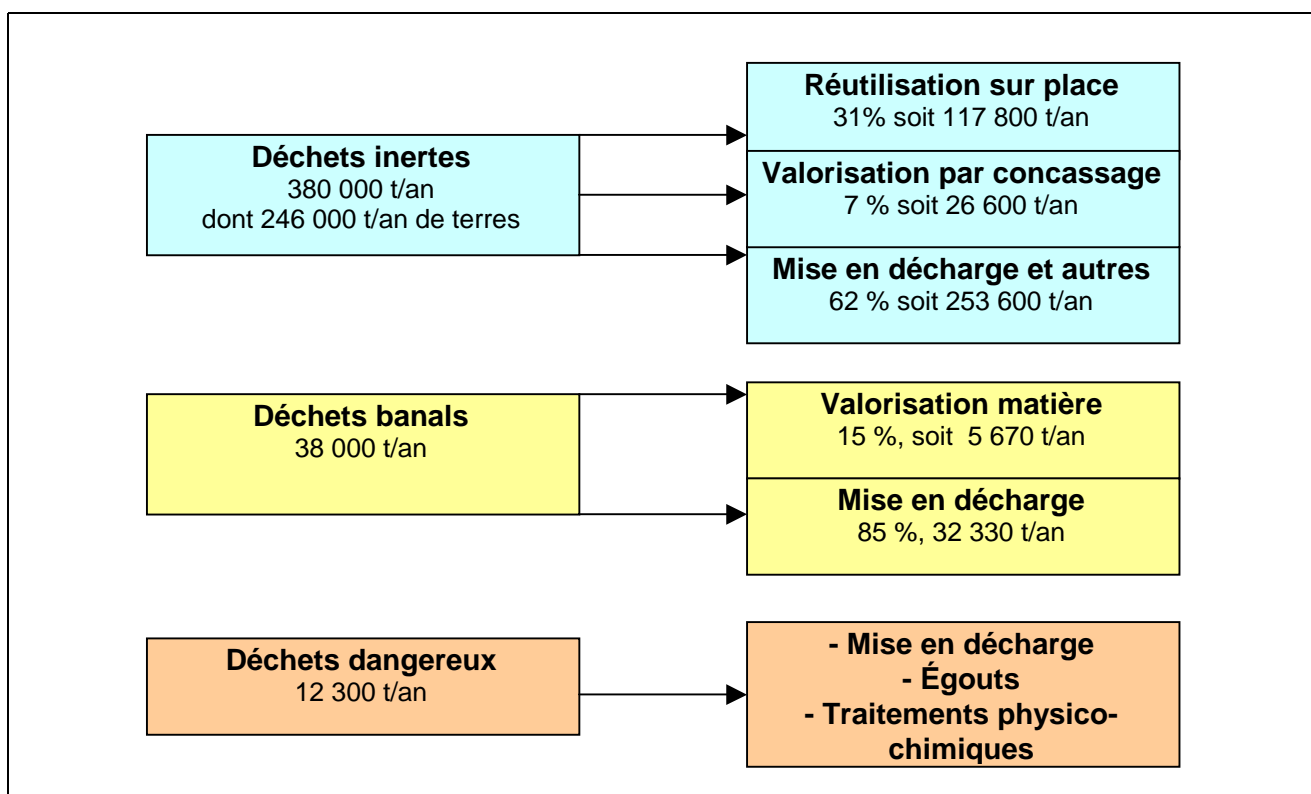 Déchets inertes
380 000 t/an
dont 246 000 t/an de terres
Réutilisation sur place
31% soit 117 800 t/an
Valorisation par concassage
7 % soit 26 600 t/an
Mise en décharge et autres
62 % soit 253 600 t/an
Déchets banals
38 000 t/an
Valorisation matière
15 %, soit 5 670 t/an
Mise en décharge
85 %, 32 330 t/an
Déchets dangereux
12 300 t/an
- Mise en décharge
- Égouts
- Traitements physico-
chimiques